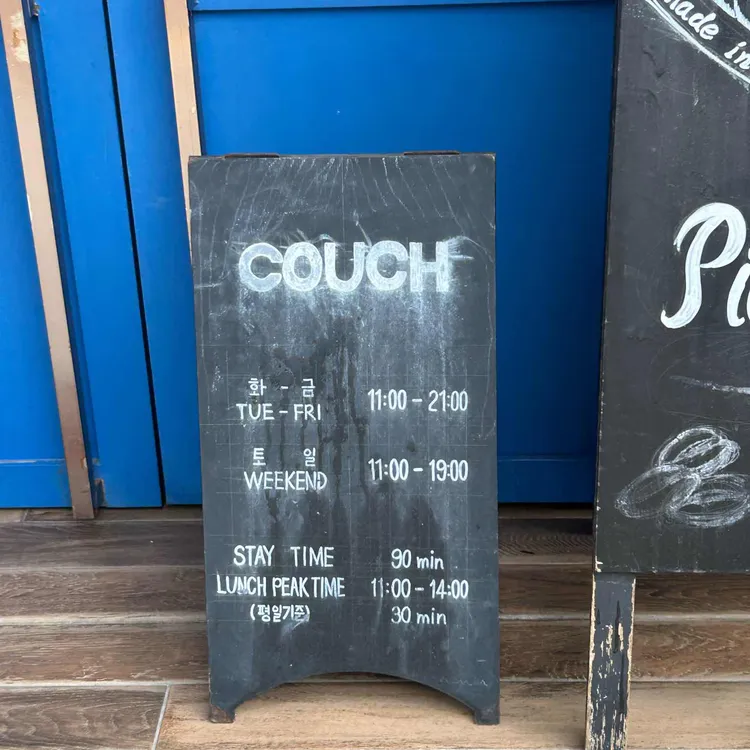 COUCH
화 - 금 11:00 - 21:00
TUE - FRI
토 일 11:00 - 19:00
WEEKEND
STAY TIME 90 min
LUNCH PEAK TIME 11:00 - 14:00
(평일기준) 30 min
made in